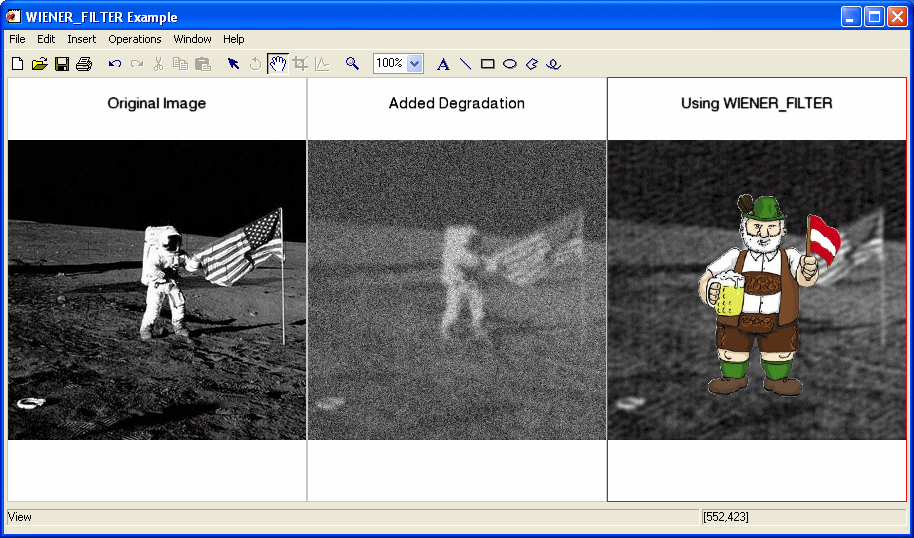 WIENER_FILTER Example
File Edit Insert Operations Window Help
100%
Original Image
Added Degradation
Using WIENER_FILTER
View
[552,423]